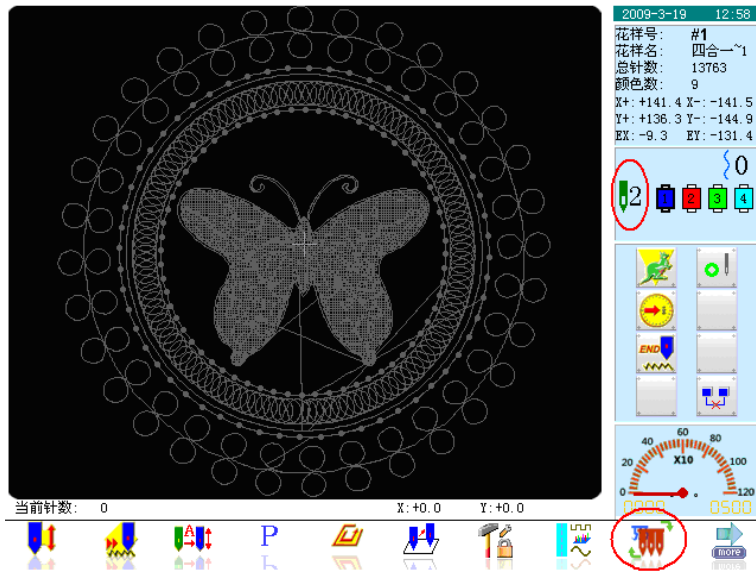 2009-3-19 12:58
花样号: #1
花样名: 四合一~1
总针数: 13763
颜色数: 9
X+:+141.4 X-:-141.5
Y+:+136.3 Y-:-144.9
EX:-9.3 EY:-131.4
0
2 1 2 3 4
END
0 20 40 60 80 100 120
X10
0000 0500
当前针数: 0 X:+0.0 Y:+0.0
A P more